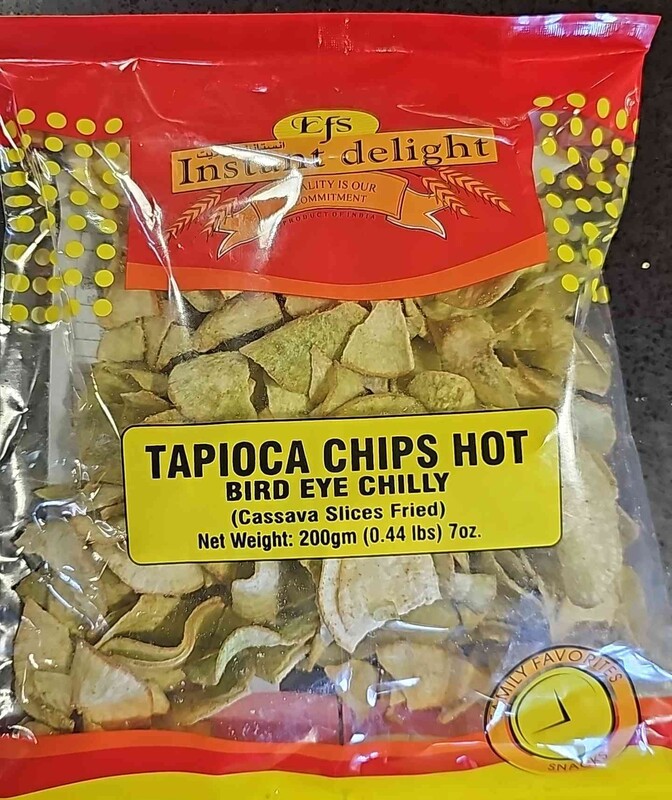 Efs
Instant delight
QUALITY IS OUR
COMMITMENT
PRODUCT OF INDIA
TAPIOCA CHIPS HOT
BIRD EYE CHILLY
(Cassava Slices Fried)
Net Weight: 200gm (0.44 lbs) 7oz.
FAMILY FAVORITES
SNACKS